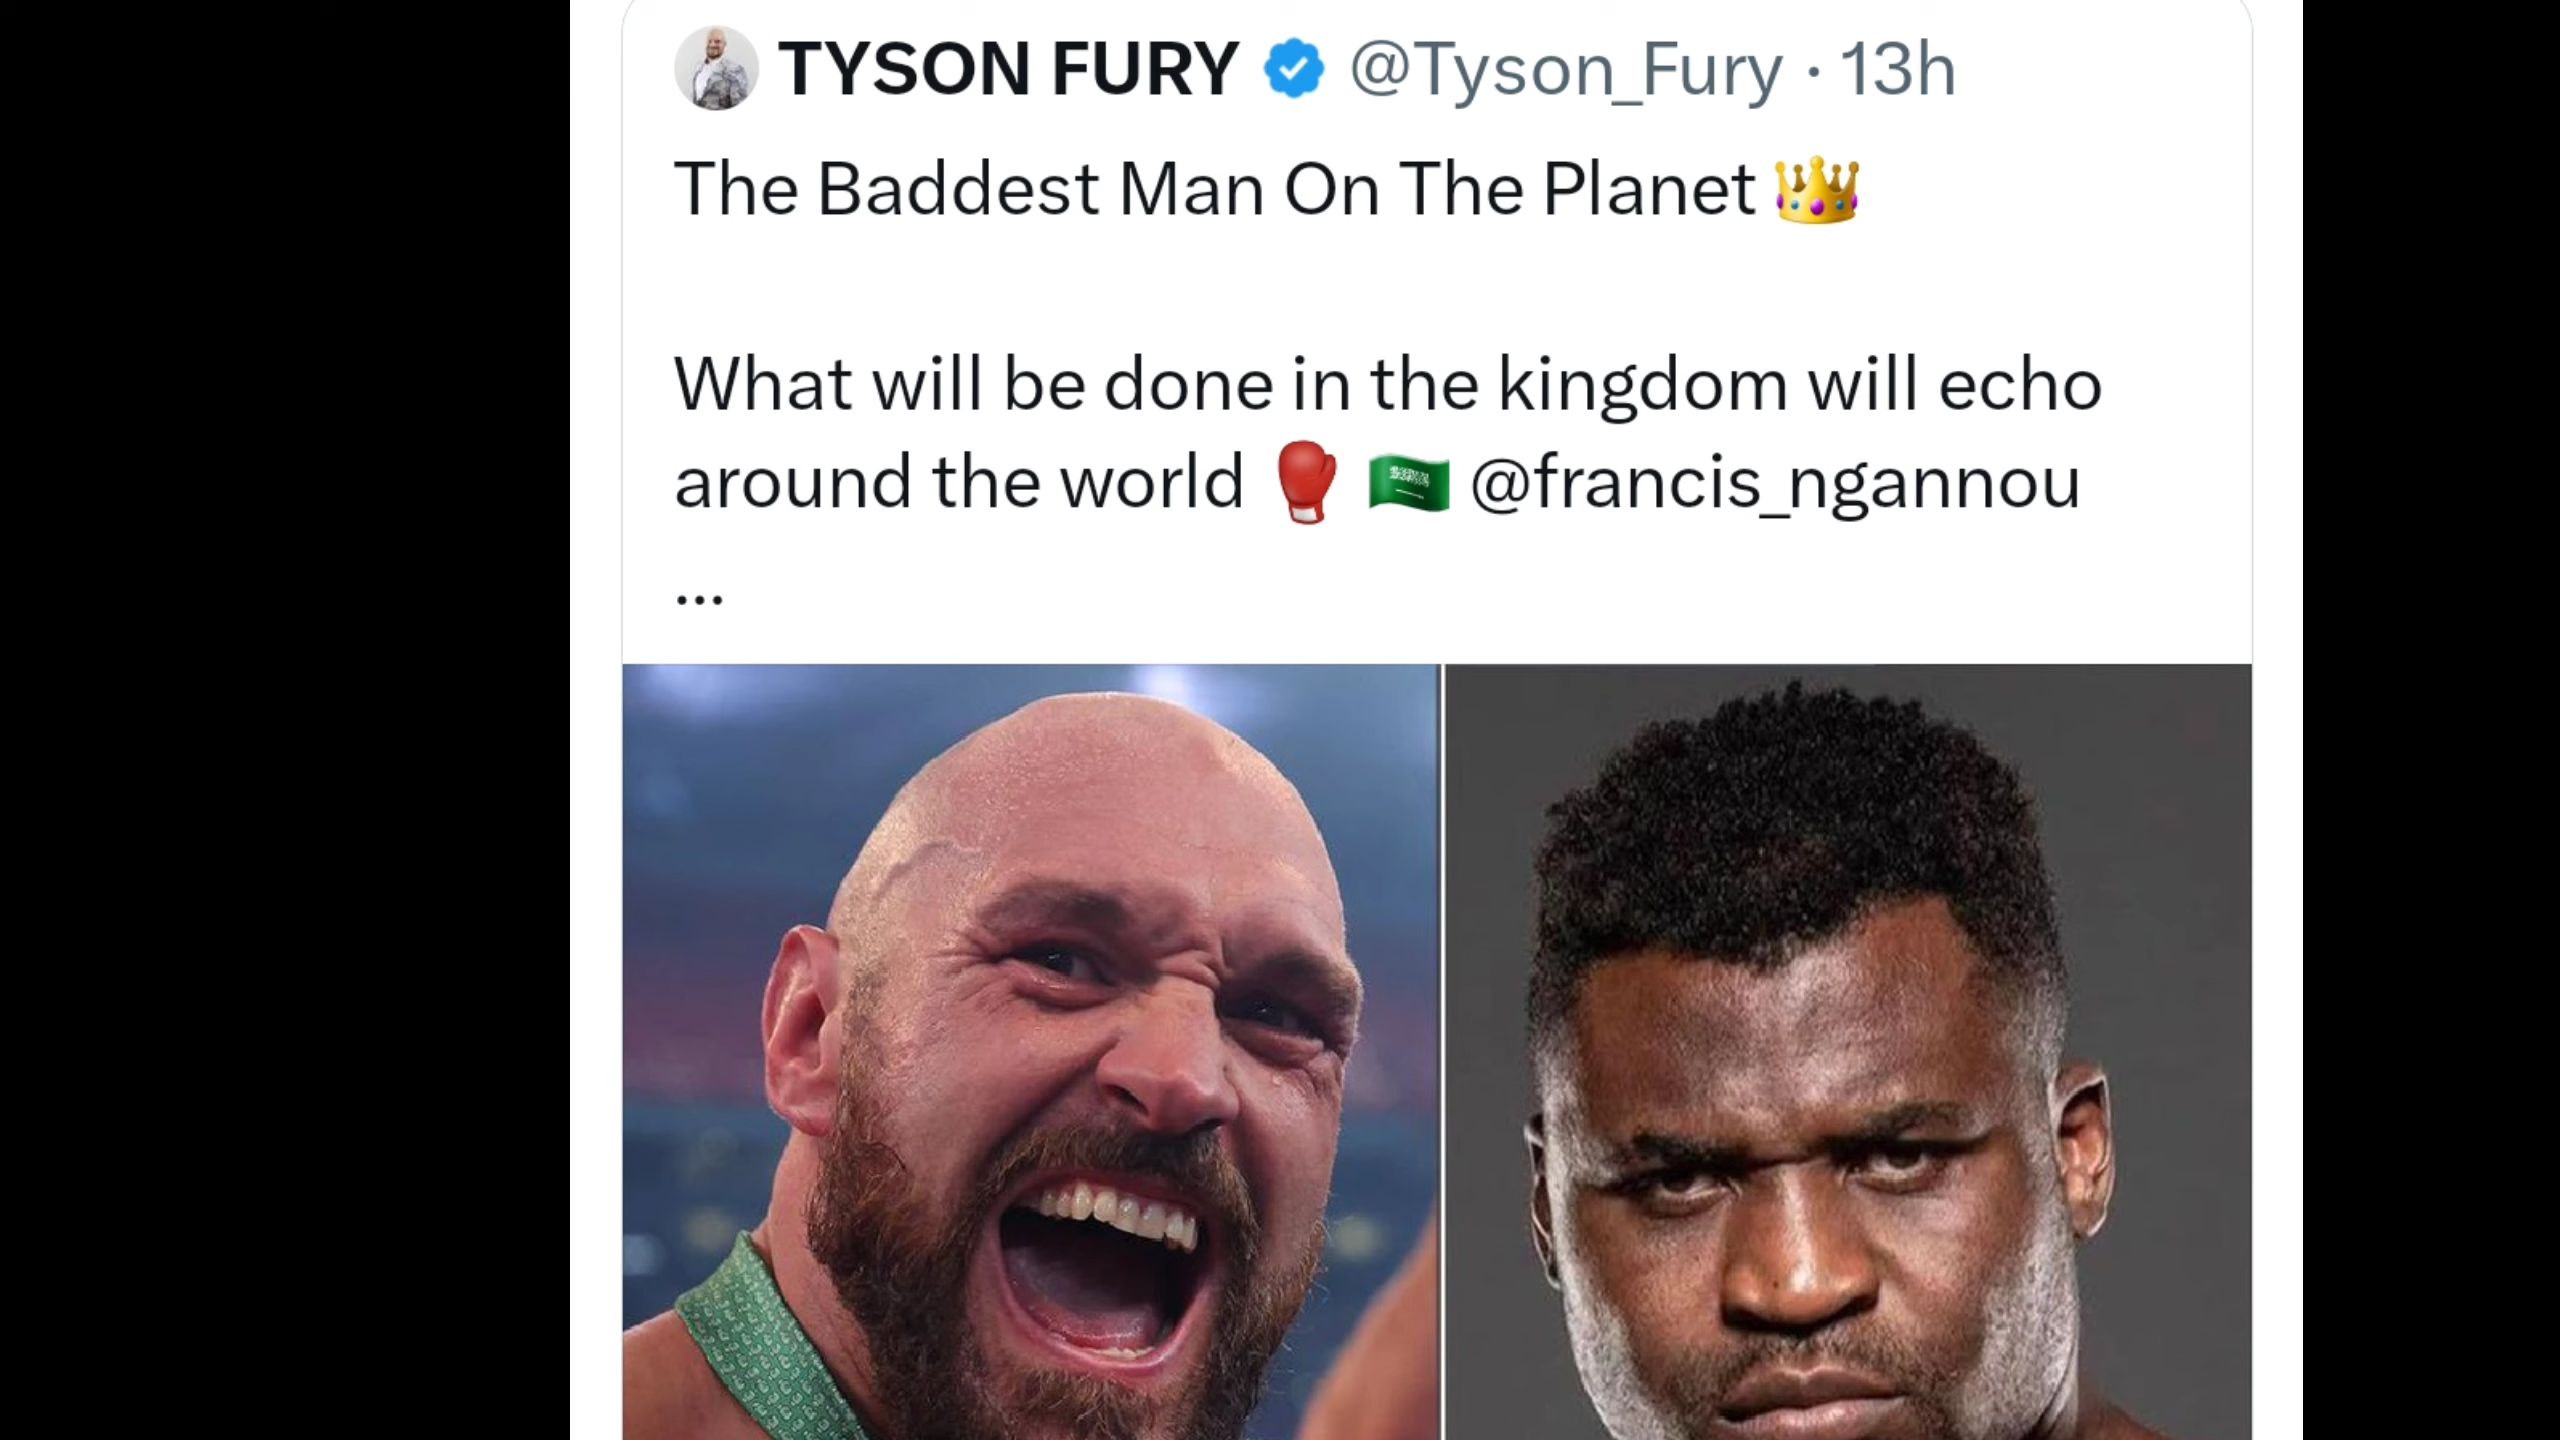 TYSON FURY @Tyson_Fury · 13h
The Baddest Man On The Planet 👑
What will be done in the kingdom will echo
around the world 🥊 🇸🇦 @francis_ngannou
...